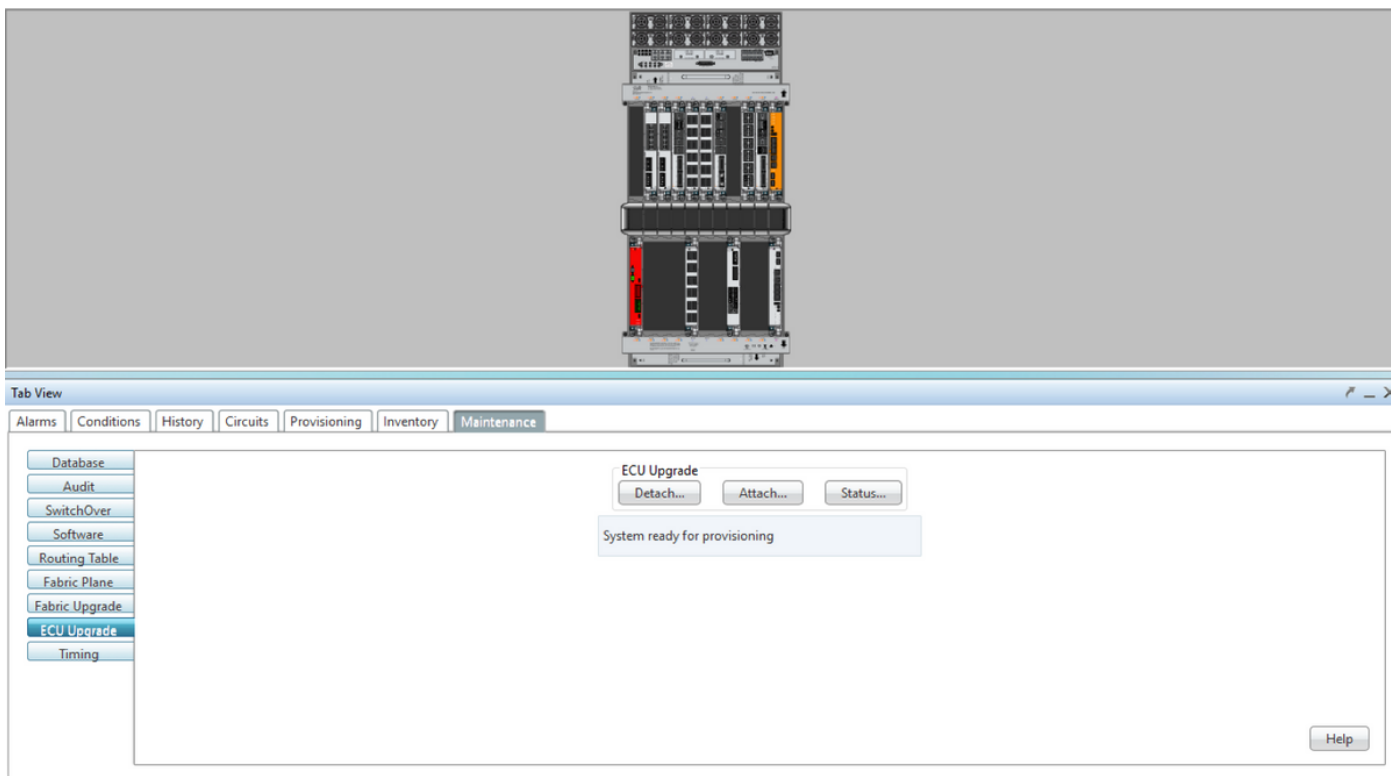 Tab View
Alarms Conditions History Circuits Provisioning Inventory Maintenance
Database
Audit
SwitchOver
Software
Routing Table
Fabric Plane
Fabric Upgrade
ECU Upgrade
Timing
ECU Upgrade
Detach... Attach... Status...
System ready for provisioning
Help